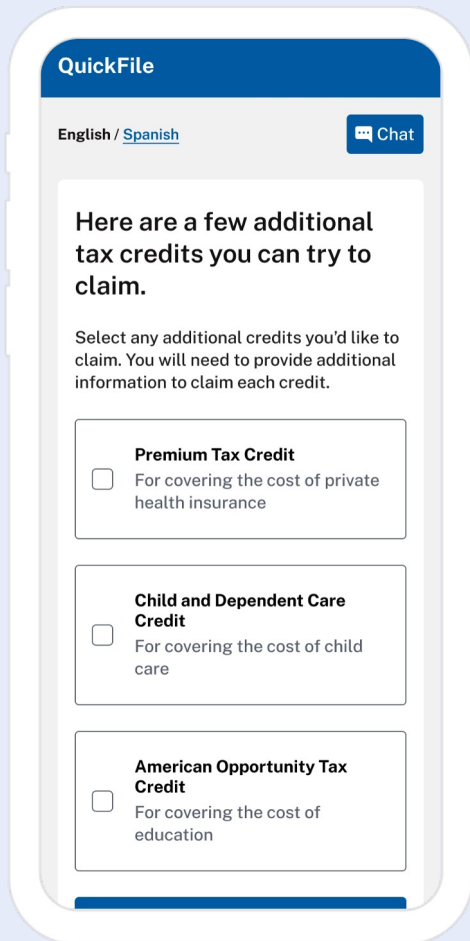 QuickFile
English / Spanish
Chat
Here are a few additional
tax credits you can try to
claim.
Select any additional credits you’d like to
claim. You will need to provide additional
information to claim each credit.
Premium Tax Credit
For covering the cost of private
health insurance
Child and Dependent Care
Credit
For covering the cost of child
care
American Opportunity Tax
Credit
For covering the cost of
education